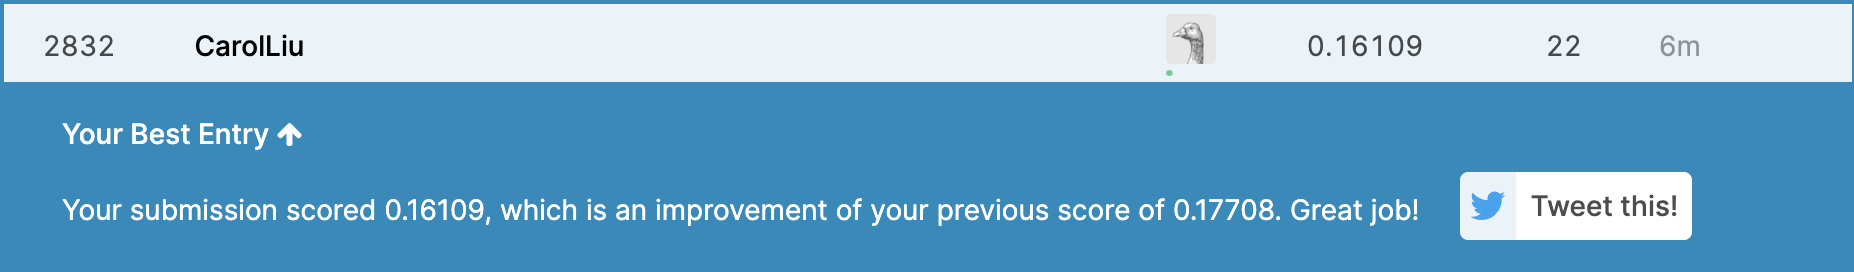 2832 CarolLiu 0.16109 22 6m
Your Best Entry
Your submission scored 0.16109, which is an improvement of your previous score of 0.17708. Great job! Tweet this!